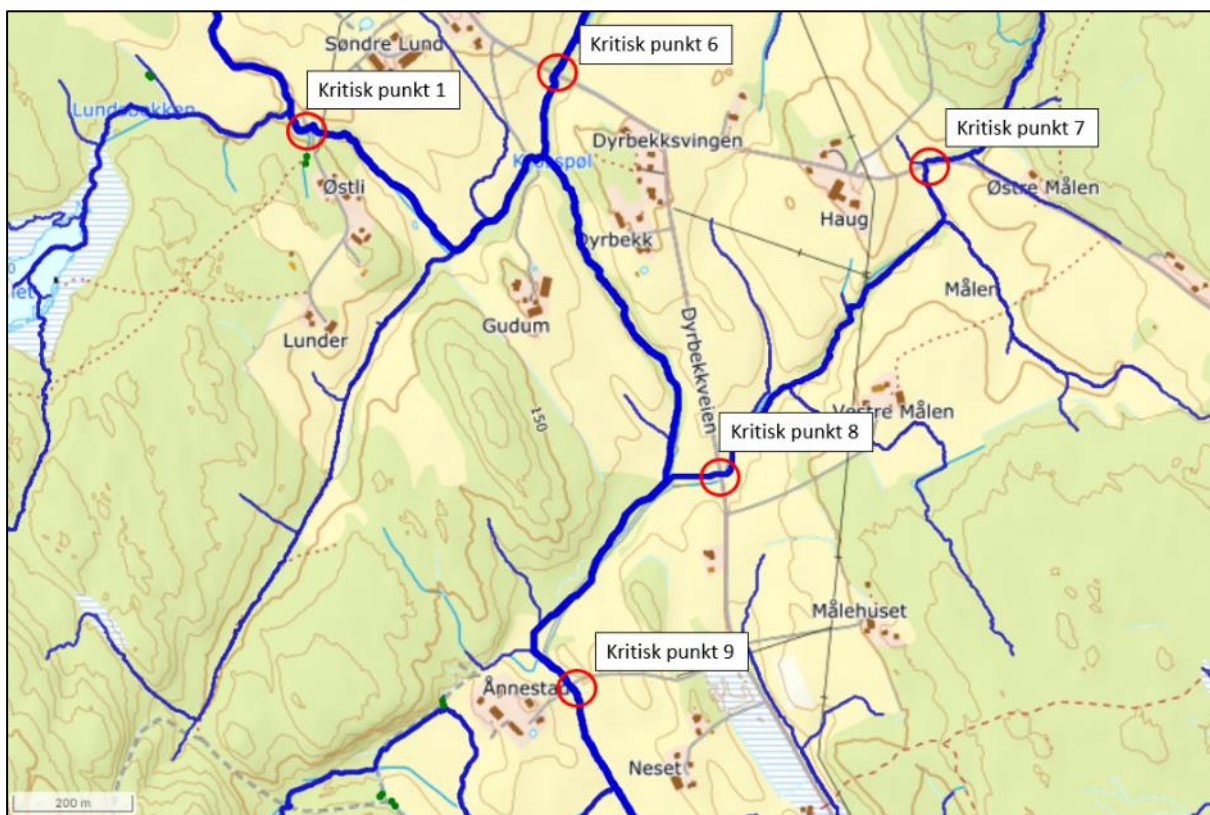 Søndre Lund
Kritisk punkt 6
Kritisk punkt 1
Lundsbekken
Dyrbekksvingen
Kritisk punkt 7
Østli
Østre Målen
Haug
Dyrbekk
Målen
Gudum
Dyrbekkveien
Lunder
150
Vestre Målen
Kritisk punkt 8
Målehuset
Kritisk punkt 9
Ånnestad
Neset
200 m